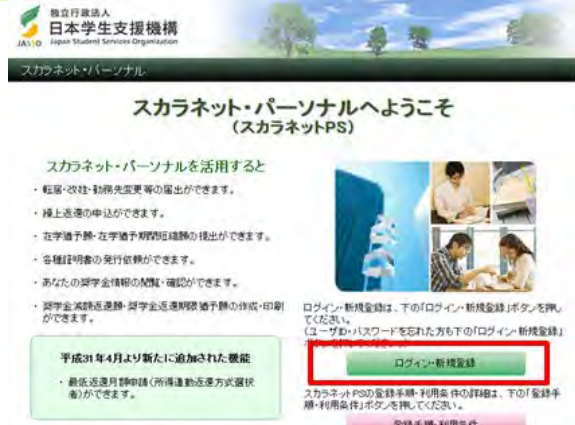 独立行政法人
日本学生支援機構
JASSO Japan Student Services Organization
スカラネット・パーソナル
スカラネット・パーソナルへようこそ
(スカラネットPS)
スカラネット・パーソナルを活用すると
・ 転居・改姓・勤務先変更等の届出ができます。
・ 繰上返還の申込ができます。
・ 在学猶予願・在学猶予期間短縮願の提出ができます。
・ 各種証明書の発行依頼ができます。
・ あなたの奨学金情報の閲覧・確認ができます。
・ 奨学金減額返還願・奨学金返還期限猶予願の作成・印刷
ができます。
平成31年4月より新たに追加された機能
・ 最低返還月額申請(所得連動返還方式選択
者)ができます。
ログイン・新規登録は、下の「ログイン・新規登録」ボタンを押し
てください。
(ユーザID・パスワードを忘れた方も下の「ログイン・新規登録」
ログイン・新規登録
スカラネットPSの登録手順・利用条件の詳細は、下の「登録手
順・利用条件」ボタンを押してください。
登録手順・利用条件